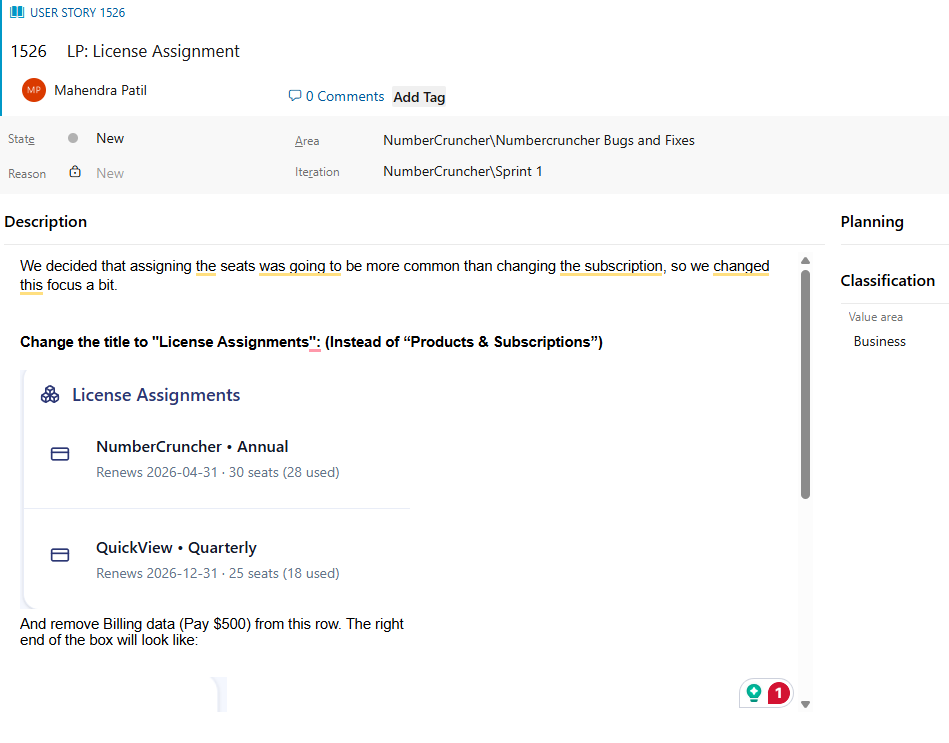 USER STORY 1526
1526 LP: License Assignment
MP Mahendra Patil
0 Comments Add Tag
State New
Area NumberCruncher\Numbercruncher Bugs and Fixes
Reason New
Iteration NumberCruncher\Sprint 1
Description
Planning
We decided that assigning the seats was going to be more common than changing the subscription, so we changed
this focus a bit.
Classification
Value area
Business
Change the title to "License Assignments": (Instead of “Products & Subscriptions”)
License Assignments
NumberCruncher • Annual
Renews 2026-04-31 · 30 seats (28 used)
QuickView • Quarterly
Renews 2026-12-31 · 25 seats (18 used)
And remove Billing data (Pay $500) from this row. The right
end of the box will look like:
1